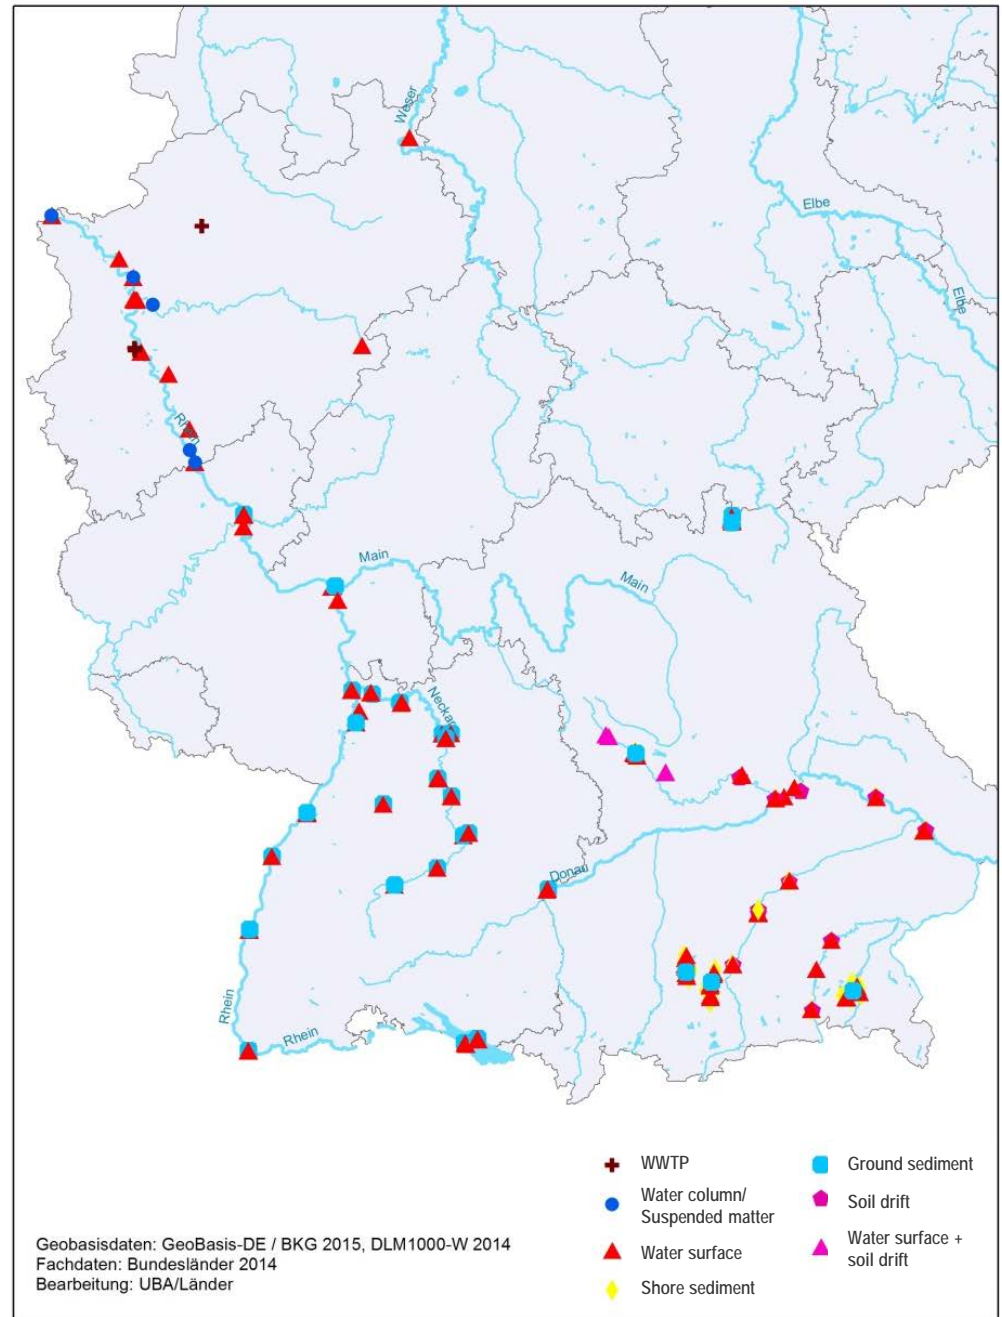 Weser
Elbe
Elbe
Rhein
Main
Main
Neckar
Donau
Rhein
Rhein
WWTP
Water column/
Suspended matter
Water surface
Shore sediment
Ground sediment
Soil drift
Water surface +
soil drift
Geobasisdaten: GeoBasis-DE / BKG 2015, DLM1000-W 2014
Fachdaten: Bundesländer 2014
Bearbeitung: UBA/Länder